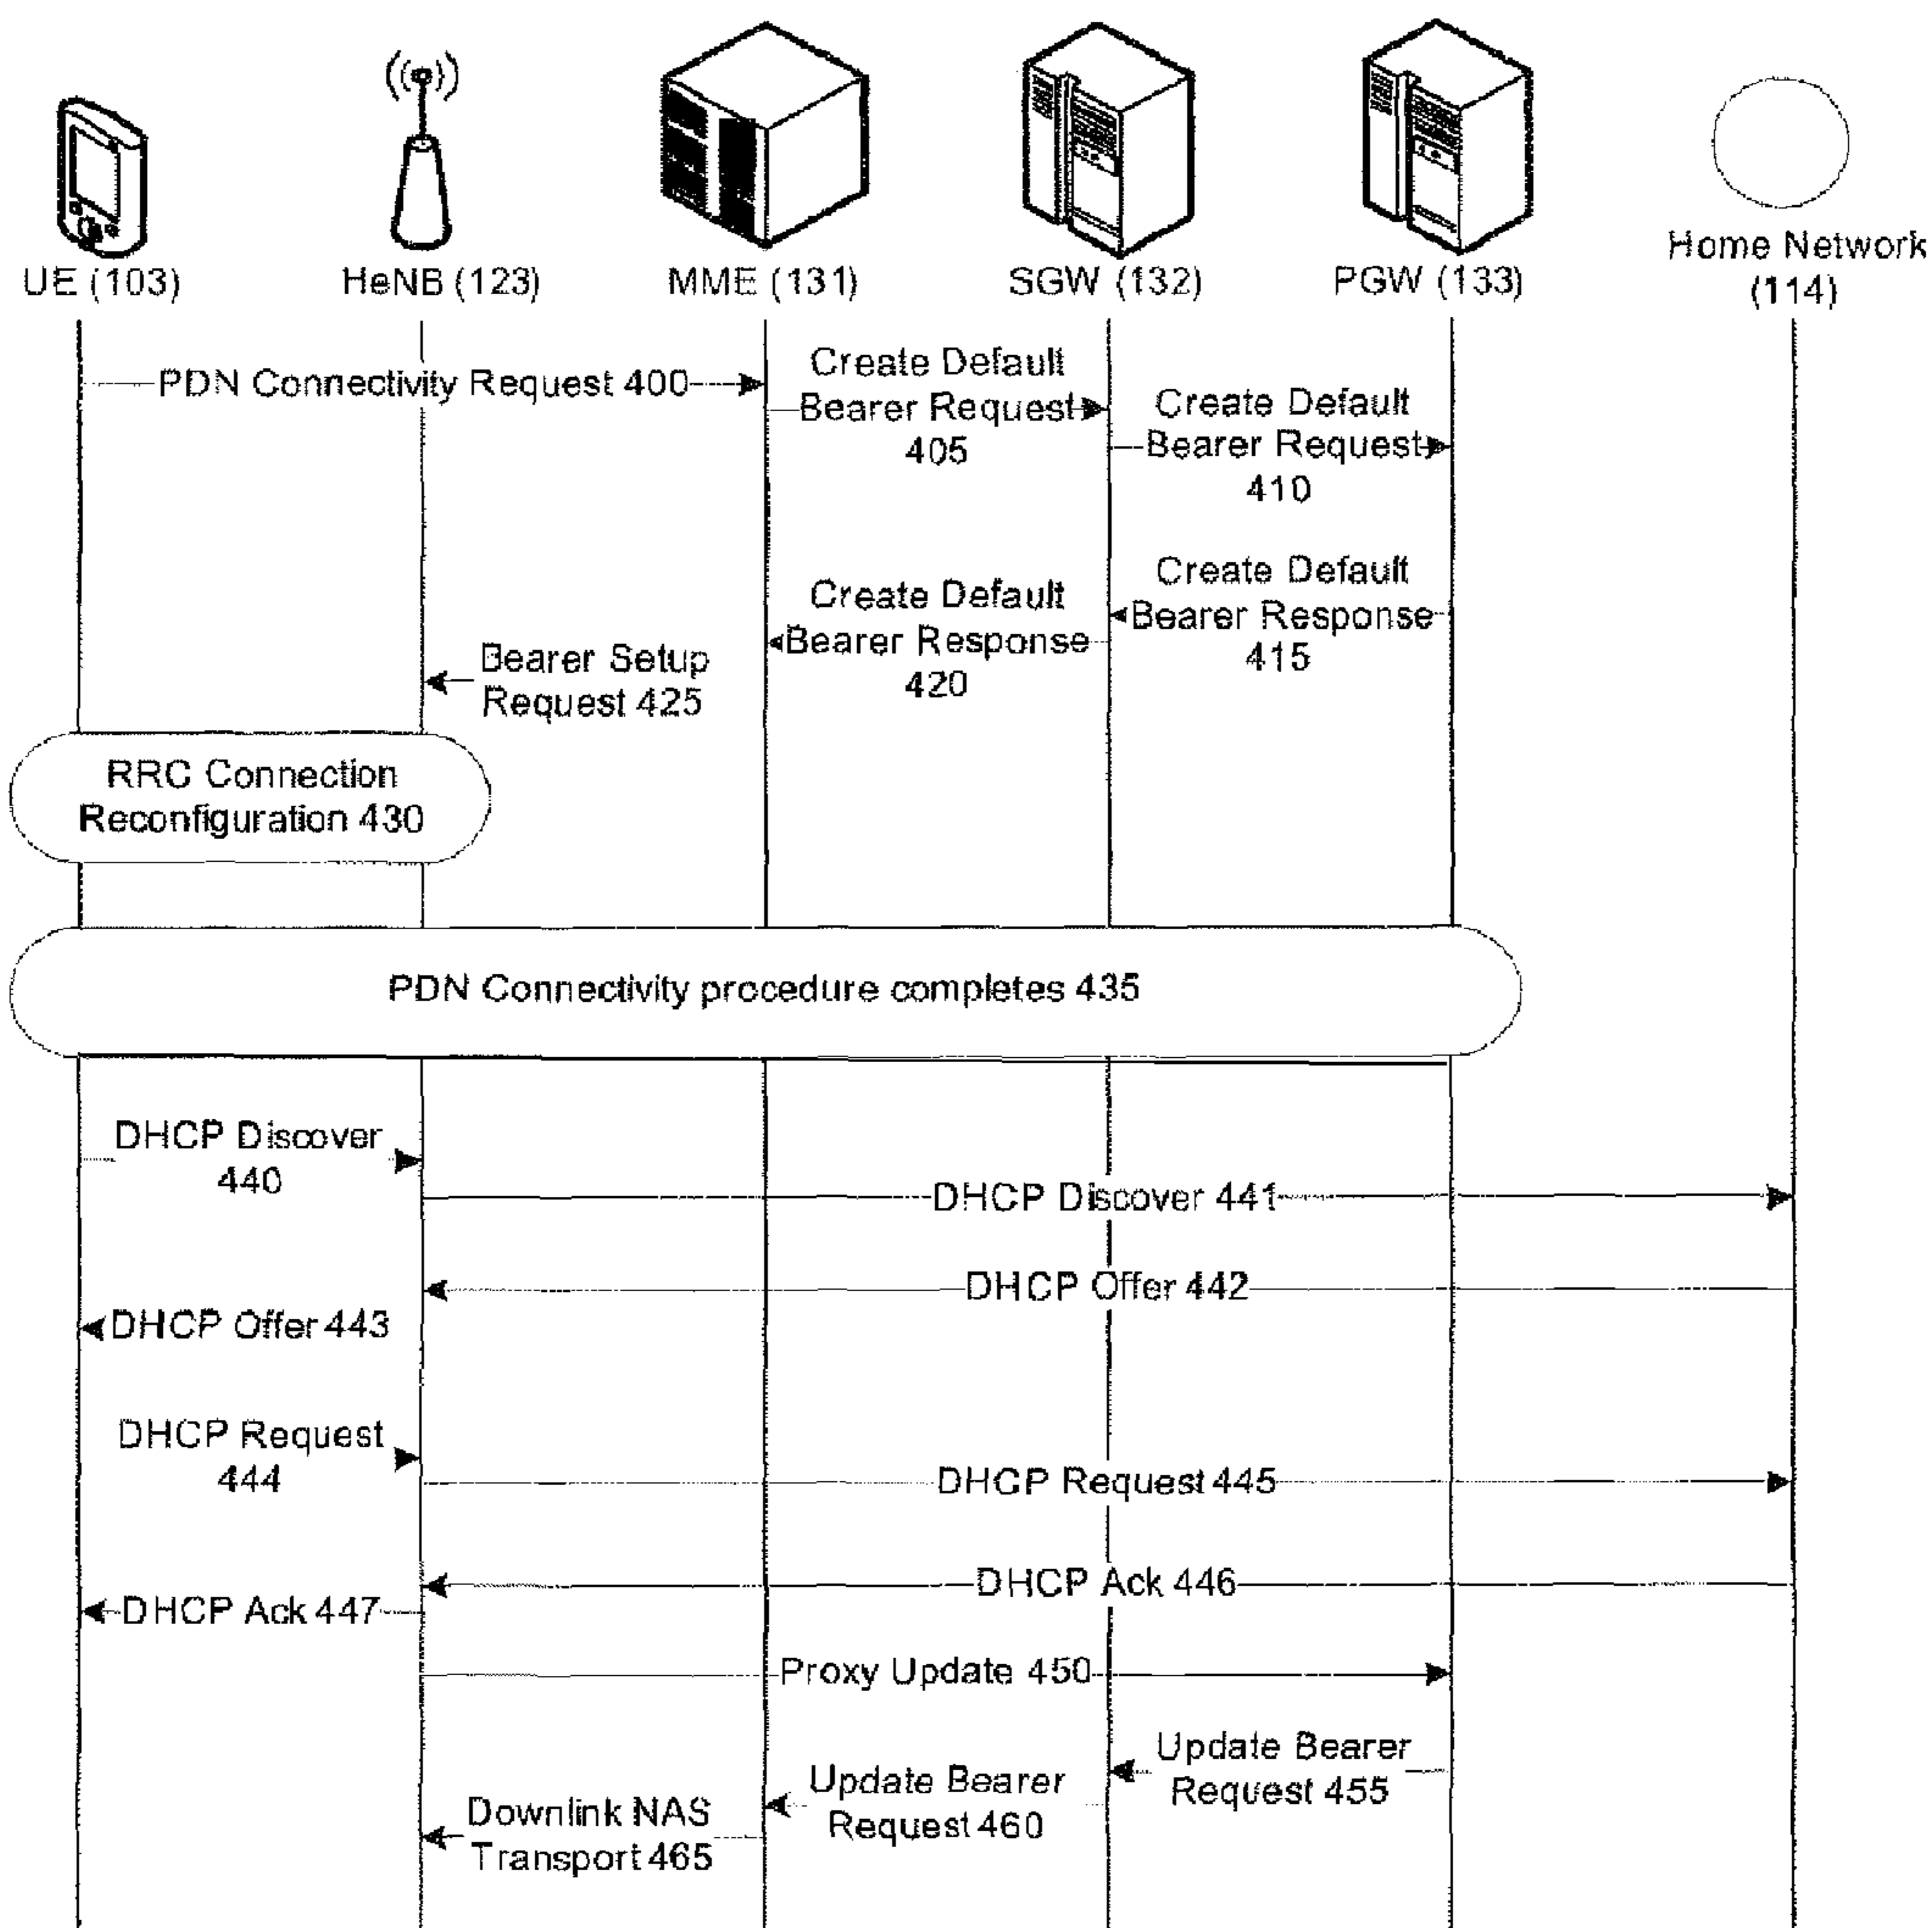 UE (103)
HeNB (123)
MME (131)
SGW (132)
PGW (133)
Home Network
(114)
PDN Connectivity Request 400
Create Default
Bearer Request
405
Create Default
Bearer Request
410
Create Default
Bearer Response
415
Create Default
Bearer Response
420
Bearer Setup
Request 425
RRC Connection
Reconfiguration 430
PDN Connectivity procedure completes 435
DHCP Discover
440
DHCP Discover 441
DHCP Offer 442
DHCP Offer 443
DHCP Request
444
DHCP Request 445
DHCP Ack 446
DHCP Ack 447
Proxy Update 450
Update Bearer
Request 455
Update Bearer
Request 460
Downlink NAS
Transport 465